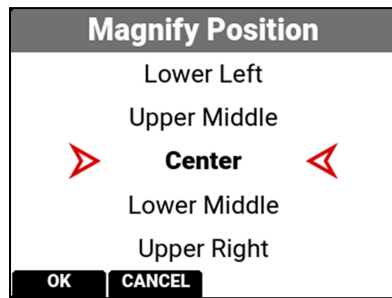 Magnify Position
Lower Left
Upper Middle
Center
Lower Middle
Upper Right
OK CANCEL